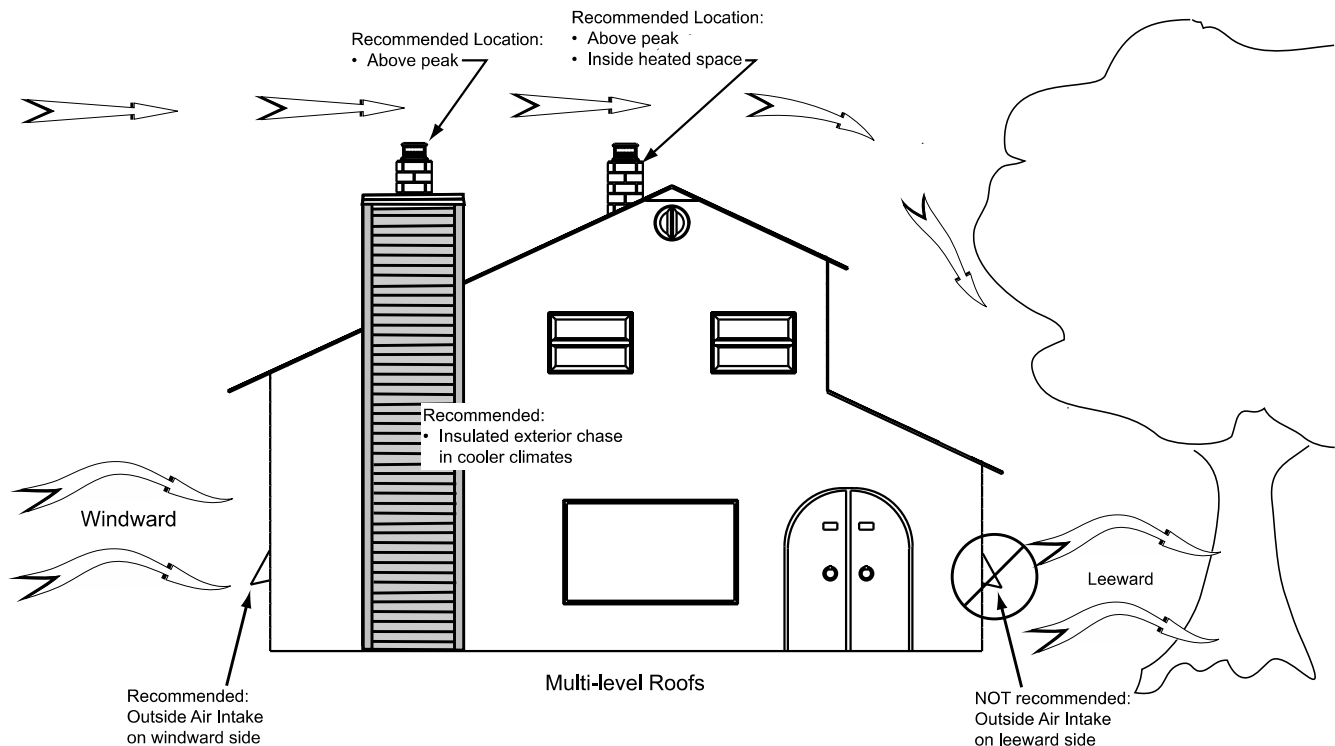 Recommended Location:
• Above peak
Recommended Location:
• Above peak
• Inside heated space
Recommended:
• Insulated exterior chase
in cooler climates
Windward
Leeward
Multi-level Roofs
Recommended:
Outside Air Intake
on windward side
NOT recommended:
Outside Air Intake
on leeward side